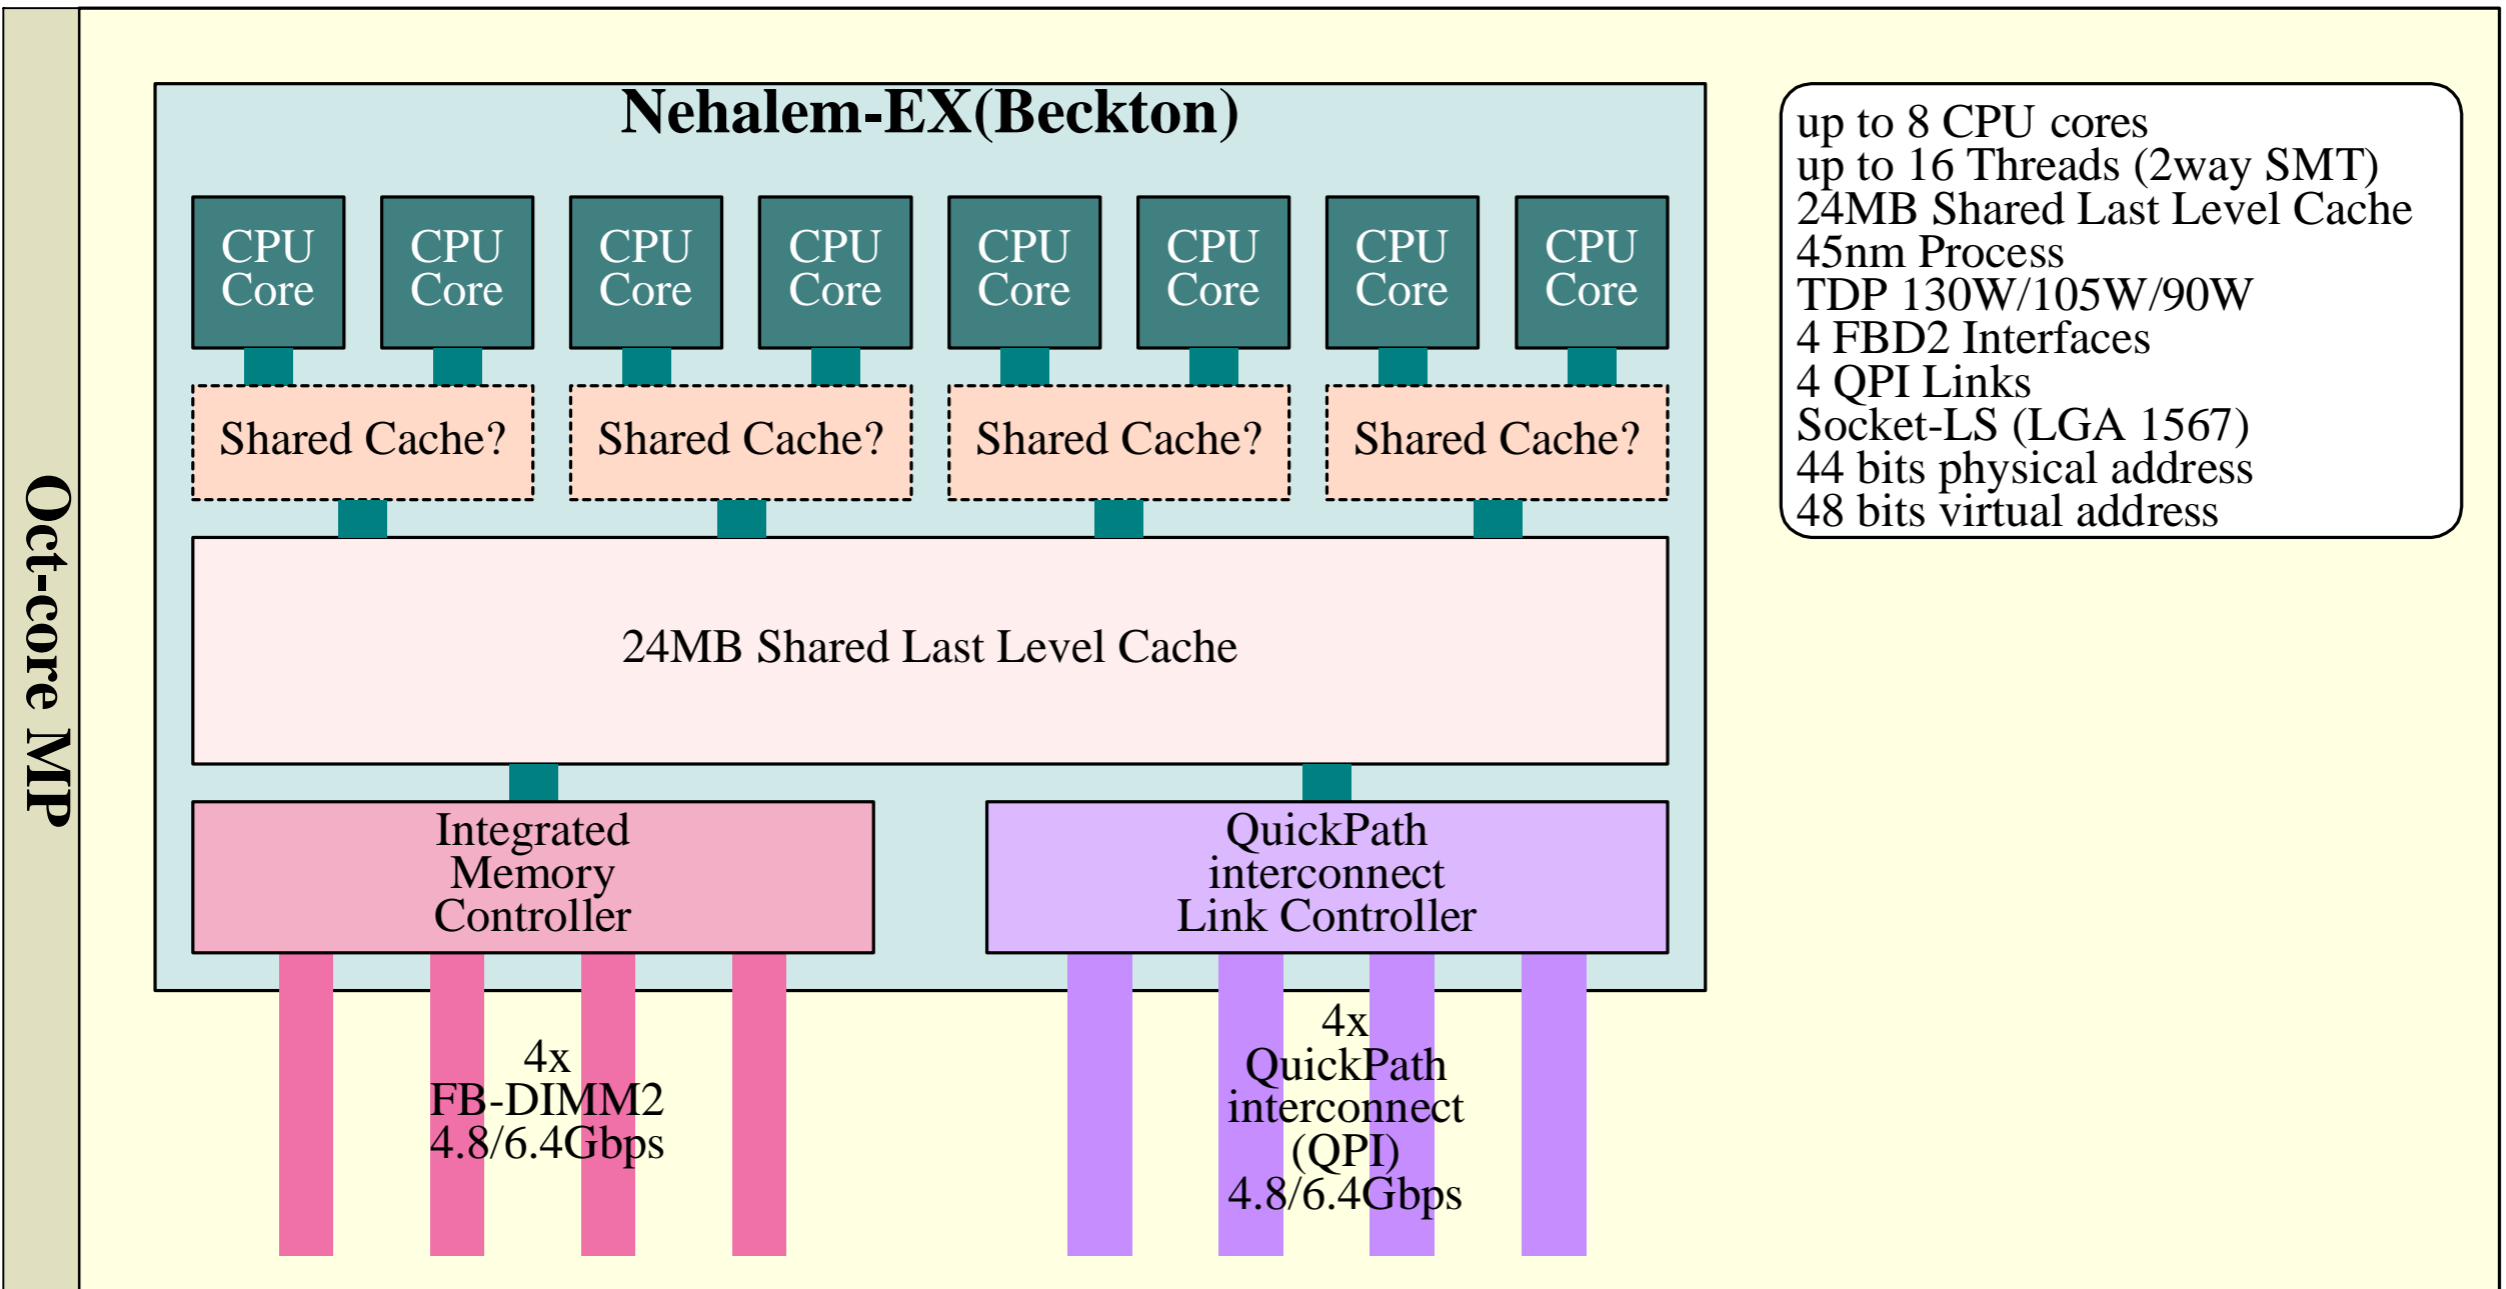 Oct-core MP
Nehalem-EX(Beckton)
CPU
Core
CPU
Core
CPU
Core
CPU
Core
CPU
Core
CPU
Core
CPU
Core
CPU
Core
Shared Cache?
Shared Cache?
Shared Cache?
Shared Cache?
24MB Shared Last Level Cache
Integrated
Memory
Controller
QuickPath
interconnect
Link Controller
4x
FB-DIMM2
4.8/6.4Gbps
4x
QuickPath
interconnect
(QPI)
4.8/6.4Gbps
up to 8 CPU cores
up to 16 Threads (2way SMT)
24MB Shared Last Level Cache
45nm Process
TDP 130W/105W/90W
4 FBD2 Interfaces
4 QPI Links
Socket-LS (LGA 1567)
44 bits physical address
48 bits virtual address